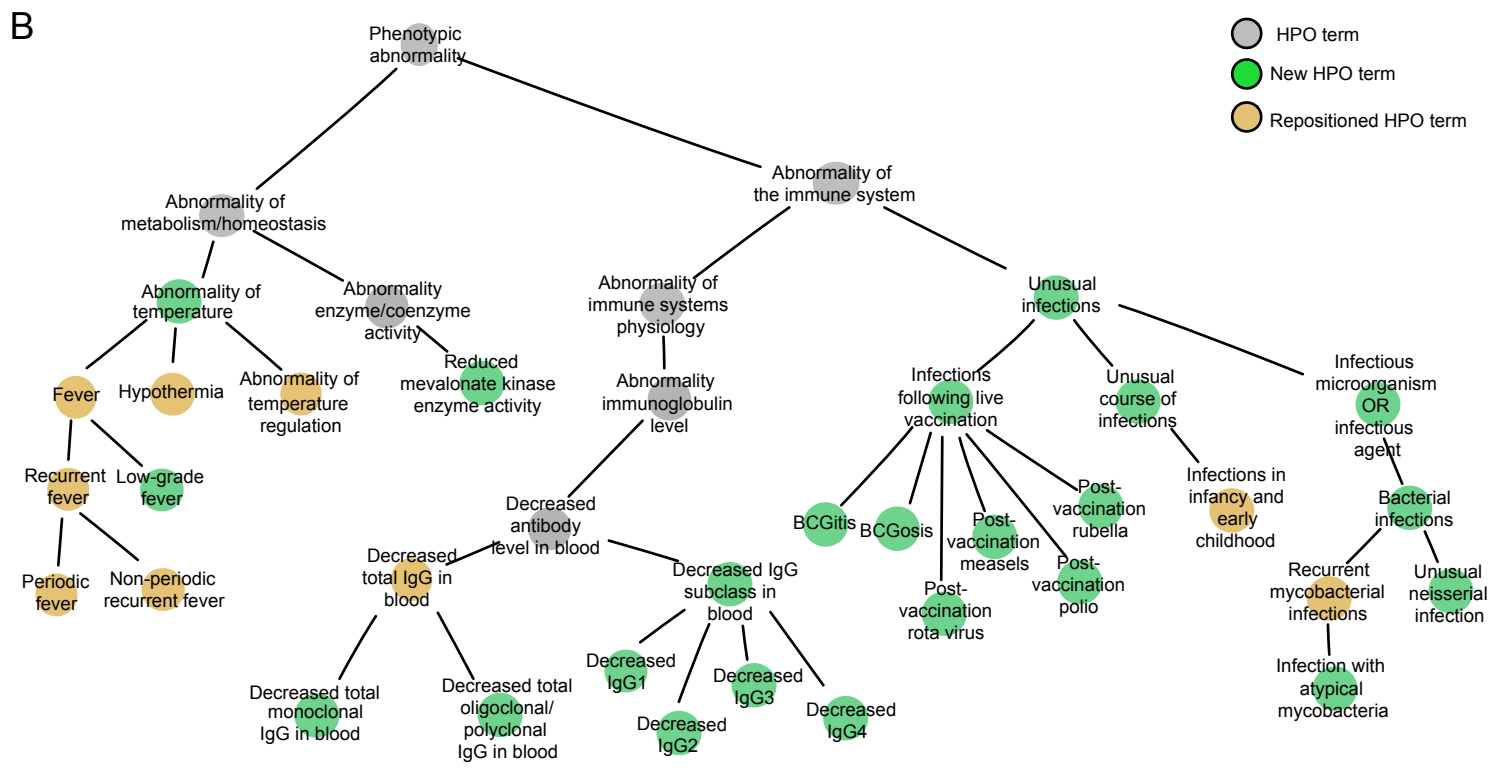 B
Phenotypic
abnormality
HPO term
New HPO term
Repositioned HPO term
Abnormality of
the immune system
Abnormality of
metabolism/homeostasis
Abnormality of
temperature
Abnormality
enzyme/coenzyme
activity
Abnormality of
immune systems
physiology
Unusual
infections
Fever
Hypothermia
Abnormality of
temperature
regulation
Reduced
mevalonate kinase
enzyme activity
Abnormality
immunoglobulin
level
Infections
following live
vaccination
Unusual
course of
infections
Infectious
microorganism
OR
infectious
agent
Recurrent
fever
Low-grade
fever
Decreased
antibody
level in blood
BCGitis
BCGosis
Post-
vaccination
measels
Post-
vaccination
rubella
Infections in
infancy and
early
childhood
Bacterial
infections
Periodic
fever
Non-periodic
recurrent fever
Decreased
total IgG in
blood
Decreased IgG
subclass in
blood
Post-
vaccination
rota virus
Post-
vaccination
polio
Recurrent
mycobacterial
infections
Unusual
neisserial
infection
Decreased total
monoclonal
IgG in blood
Decreased total
oligoclonal/
polyclonal
IgG in blood
Decreased
IgG1
Decreased
IgG2
Decreased
IgG3
Decreased
IgG4
Infection with
atypical
mycobacteria